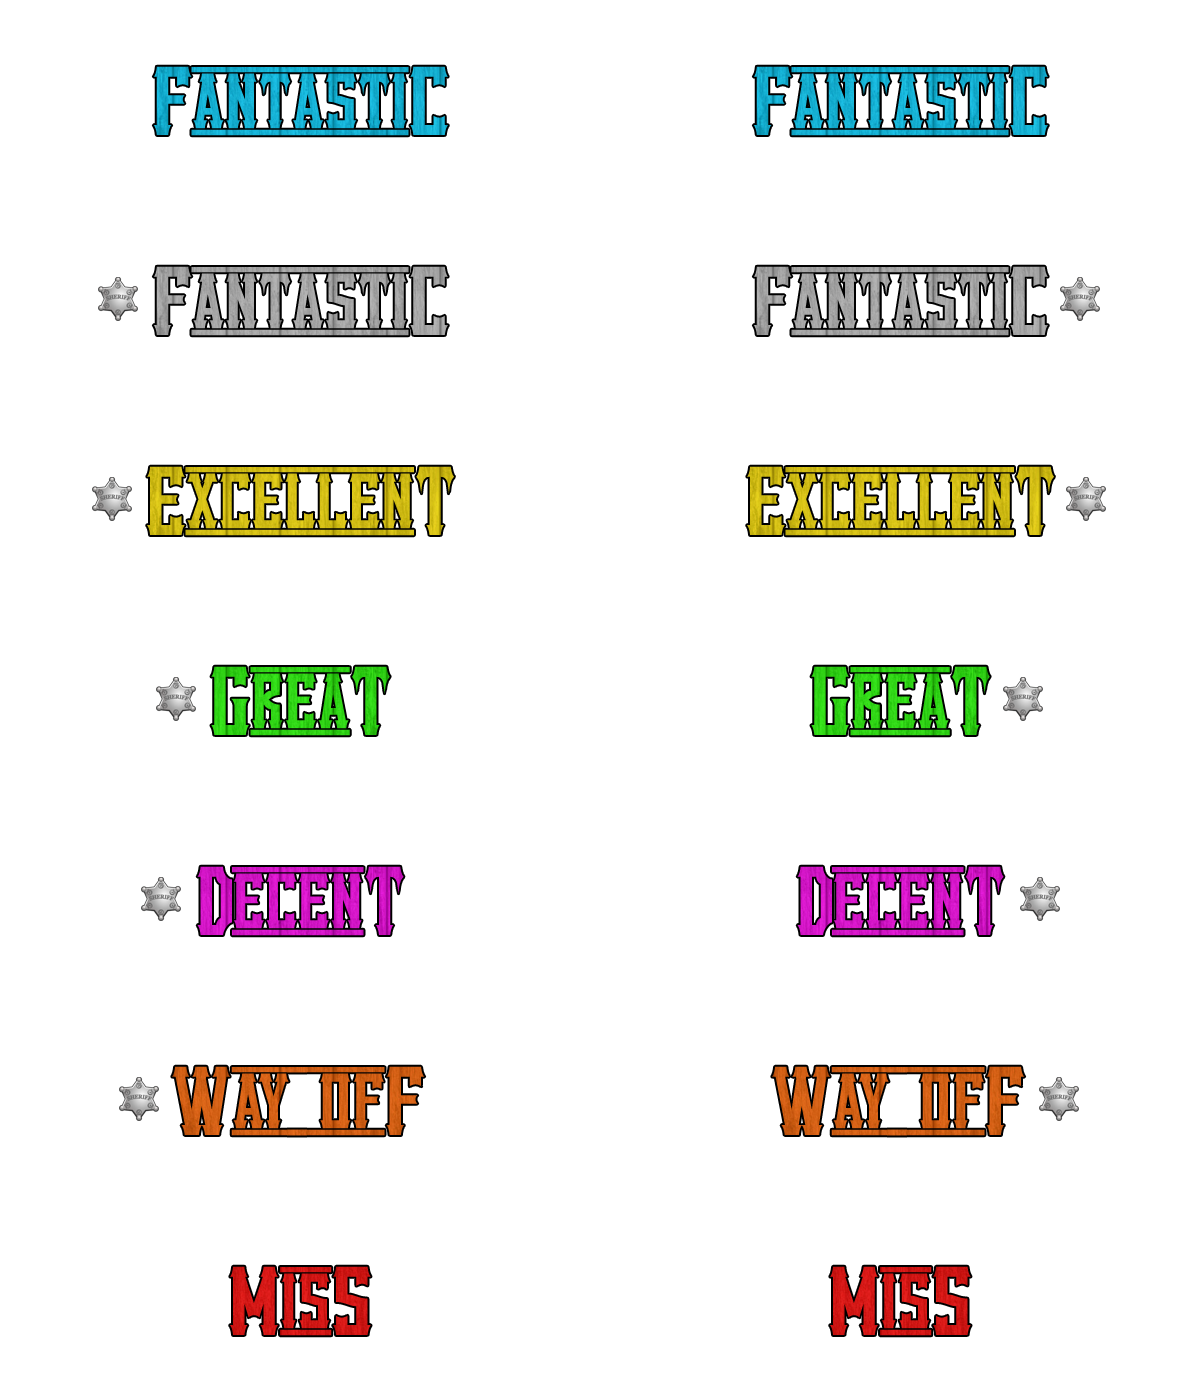 FANTASTIC FANTASTIC
SHERIFF FANTASTIC FANTASTIC SHERIFF
SHERIFF EXCELLENT EXCELLENT SHERIFF
SHERIFF GREAT GREAT SHERIFF
SHERIFF DECENT DECENT SHERIFF
SHERIFF WAY OFF WAY OFF SHERIFF
MISS MISS